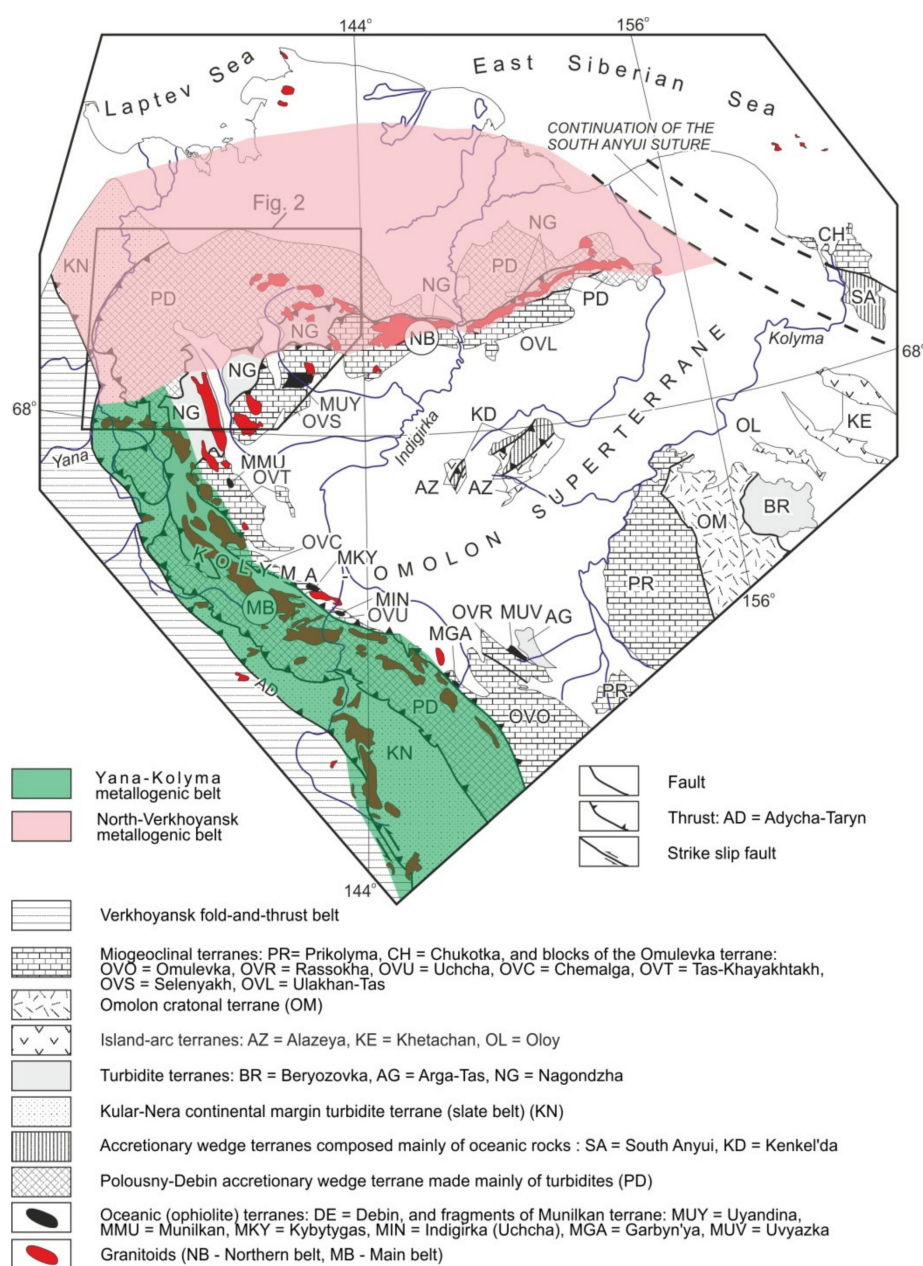 144°
156°
Laptev Sea
East Siberian Sea
CONTINUATION OF THE
SOUTH ANYUI SUTURE
Fig. 2
CH
KN
NG
PD
PD
SA
NG
PD
NG
NB
OVL
Kolyma
68°
NG
MUY
OVS
NG
68°
KD
KE
OL
Yana
Indigirka
MMU
OVT
AZ
AZ
BR
OM
KOLYMA - OMOLON SUPERTERRANE
OVC
MKY
PR
156°
MIN
OVU
MB
OVR
MUV
AG
MGA
AD
PD
PR
OVO
KN
144°
Yana-Kolyma
metallogenic belt
North-Verkhoyansk
metallogenic belt
Fault
Thrust: AD = Adycha-Taryn
Strike slip fault
Verkhoyansk fold-and-thrust belt
Miogeoclinal terranes: PR= Prikolyma, CH = Chukotka, and blocks of the Omulevka terrane:
OVO = Omulevka, OVR = Rassokha, OVU = Uchcha, OVC = Chemalga, OVT = Tas-Khayakhtakh,
OVS = Selenyakh, OVL = Ulakhan-Tas
Omolon cratonal terrane (OM)
Island-arc terranes: AZ = Alazeya, KE = Khetachan, OL = Oloy
Turbidite terranes: BR = Beryozovka, AG = Arga-Tas, NG = Nagondzha
Kular-Nera continental margin turbidite terrane (slate belt) (KN)
Accretionary wedge terranes composed mainly of oceanic rocks : SA = South Anyui, KD = Kenkel'da
Polousny-Debin accretionary wedge terrane made mainly of turbidites (PD)
Oceanic (ophiolite) terranes: DE = Debin, and fragments of Munilkan terrane: MUY = Uyandina,
MMU = Munilkan, MKY = Kybytygas, MIN = Indigirka (Uchcha), MGA = Garbyn'ya, MUV = Uvyazka
Granitoids (NB - Northern belt, MB - Main belt)